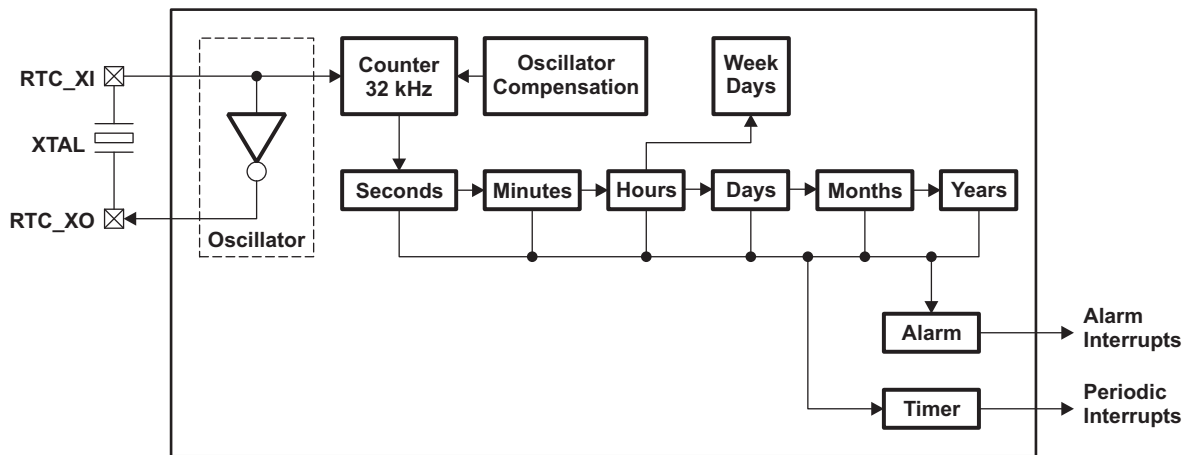 RTC_XI
XTAL
RTC_XO
Oscillator
Counter
32 kHz
Oscillator
Compensation
Week
Days
Seconds
Minutes
Hours
Days
Months
Years
Alarm
Alarm
Interrupts
Timer
Periodic
Interrupts